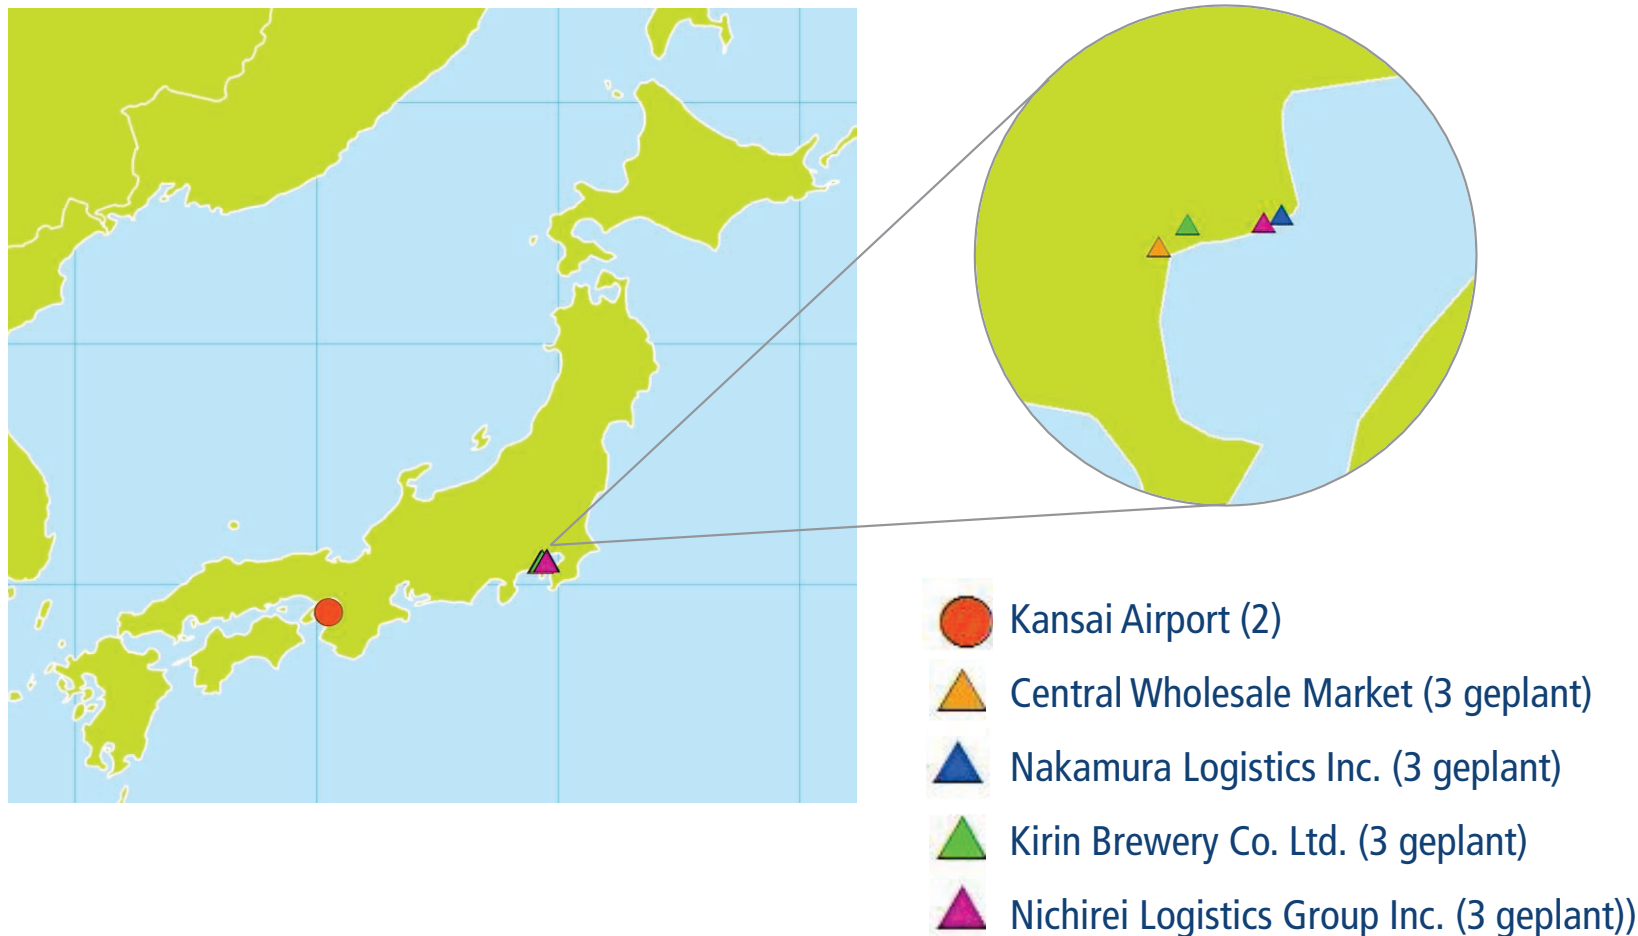 Kansai Airport (2)
Central Wholesale Market (3 geplant)
Nakamura Logistics Inc. (3 geplant)
Kirin Brewery Co. Ltd. (3 geplant)
Nichirei Logistics Group Inc. (3 geplant))